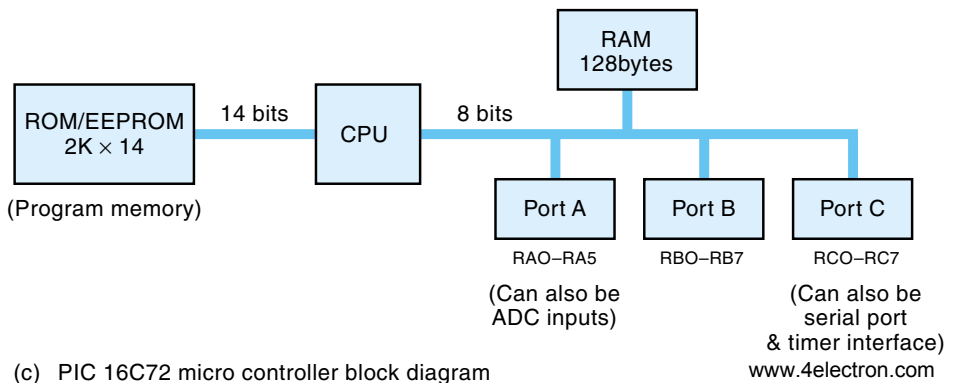 RAM
128bytes
ROM/EEPROM
2K × 14
14 bits
CPU
8 bits
(Program memory)
Port A
Port B
Port C
RAO–RA5
RBO–RB7
RCO–RC7
(Can also be
ADC inputs)
(Can also be
serial port
& timer interface)
(c) PIC 16C72 micro controller block diagram
www.4electron.com